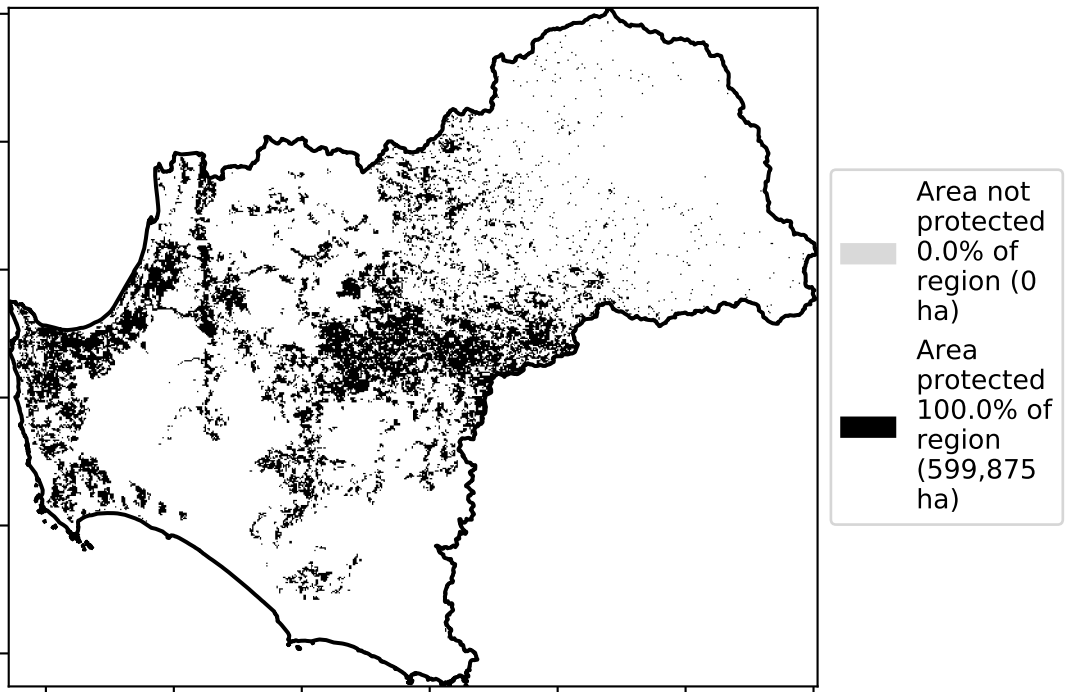 Area not
protected
0.0% of
region (0
ha)
Area
protected
100.0% of
region
(599,875
ha)